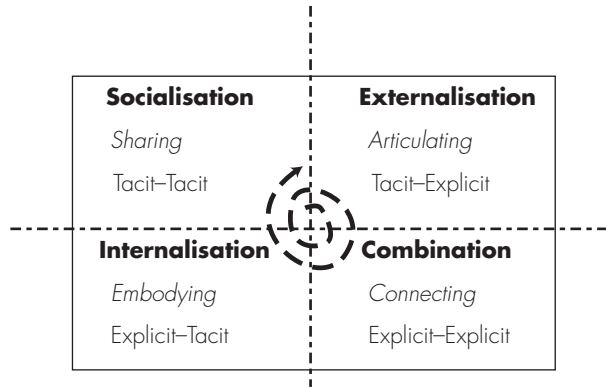 Socialisation
Sharing
Tacit–Tacit
Externalisation
Articulating
Tacit–Explicit
Internalisation
Embodying
Explicit–Tacit
Combination
Connecting
Explicit–Explicit